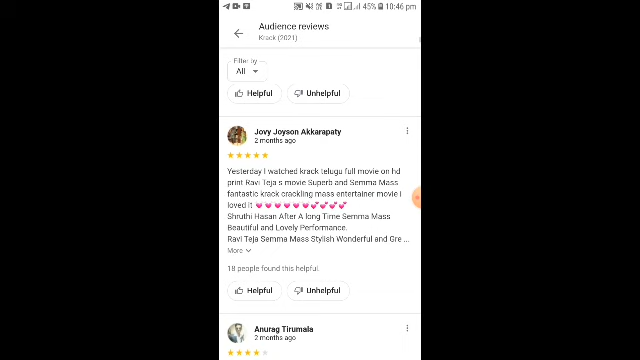 45% 10:46 pm
Audience reviews
Krack (2021)
Filter by
All
Helpful Unhelpful
Jovy Joyson Akkarapaty
2 months ago
Yesterday I watched krack telugu full movie on hd
print Ravi Teja s movie Superb and Semma Mass
fantastic krack crackling mass entertainer movie i
loved it 💗💗💗💗💗💗💕💕💕💕
Shruthi Hasan After A long Time Semma Mass
Beautiful and Lovely Performance.
Ravi Teja Semma Mass Stylish Wonderful and Gre ...
More
18 people found this helpful.
Helpful Unhelpful
Anurag Tirumala
2 months ago